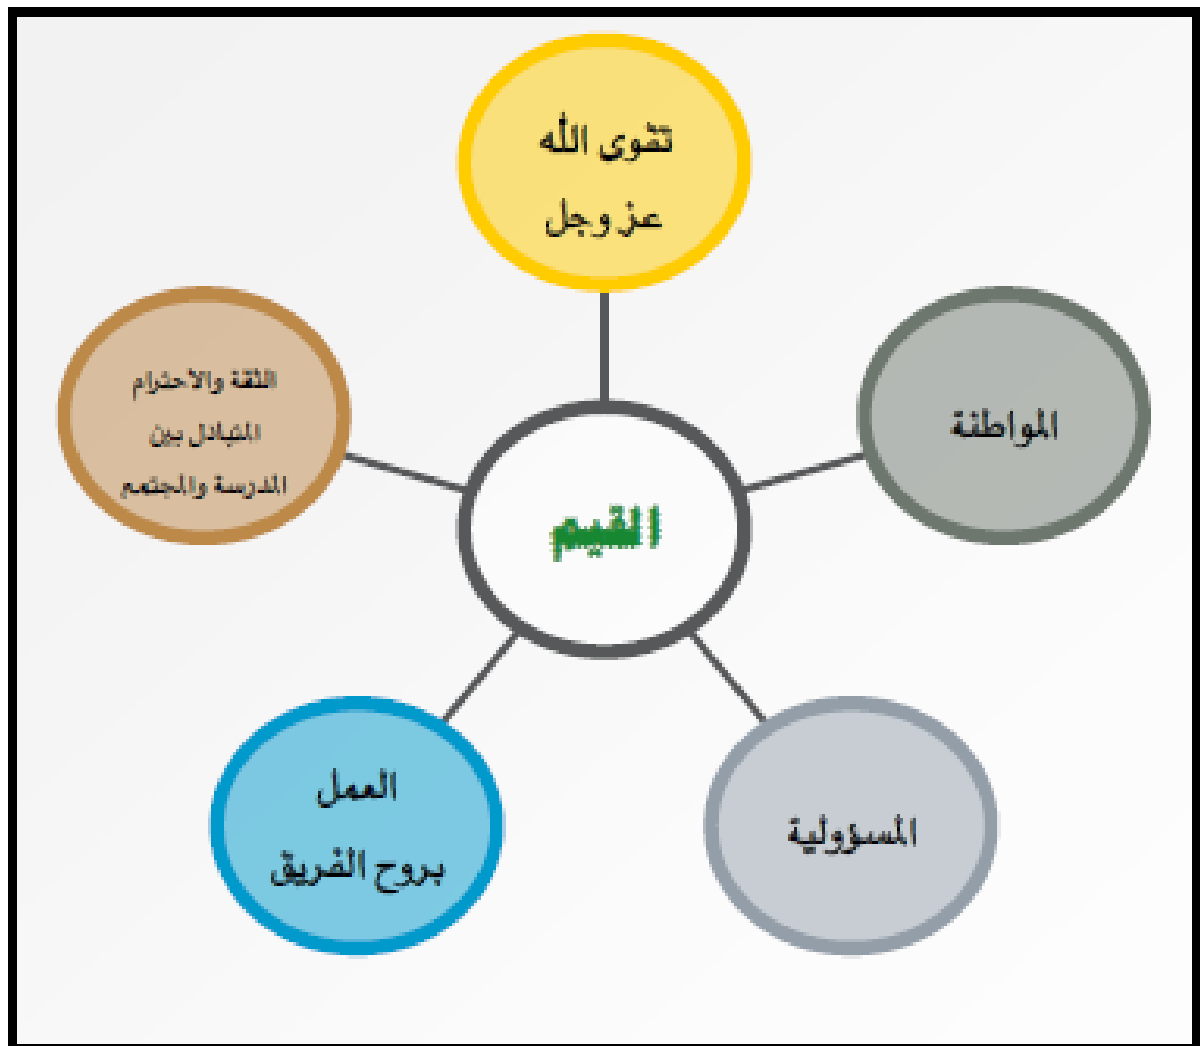 تقوى الله
عز وجل
المواطنة
الثقة والاحترام
المتبادل بين
المدرسة والمجتمع
القيم
المسؤولية
العمل
بروح الفريق